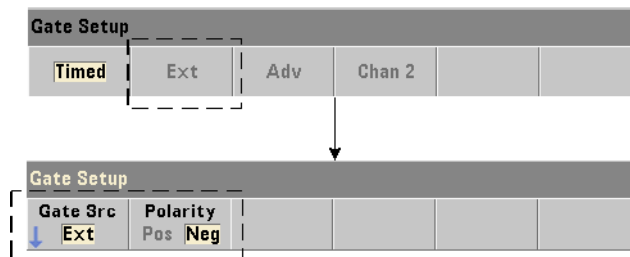 Gate Setup
Timed Ext Adv Chan 2
Gate Setup
Gate Src Polarity
Ext Pos Neg